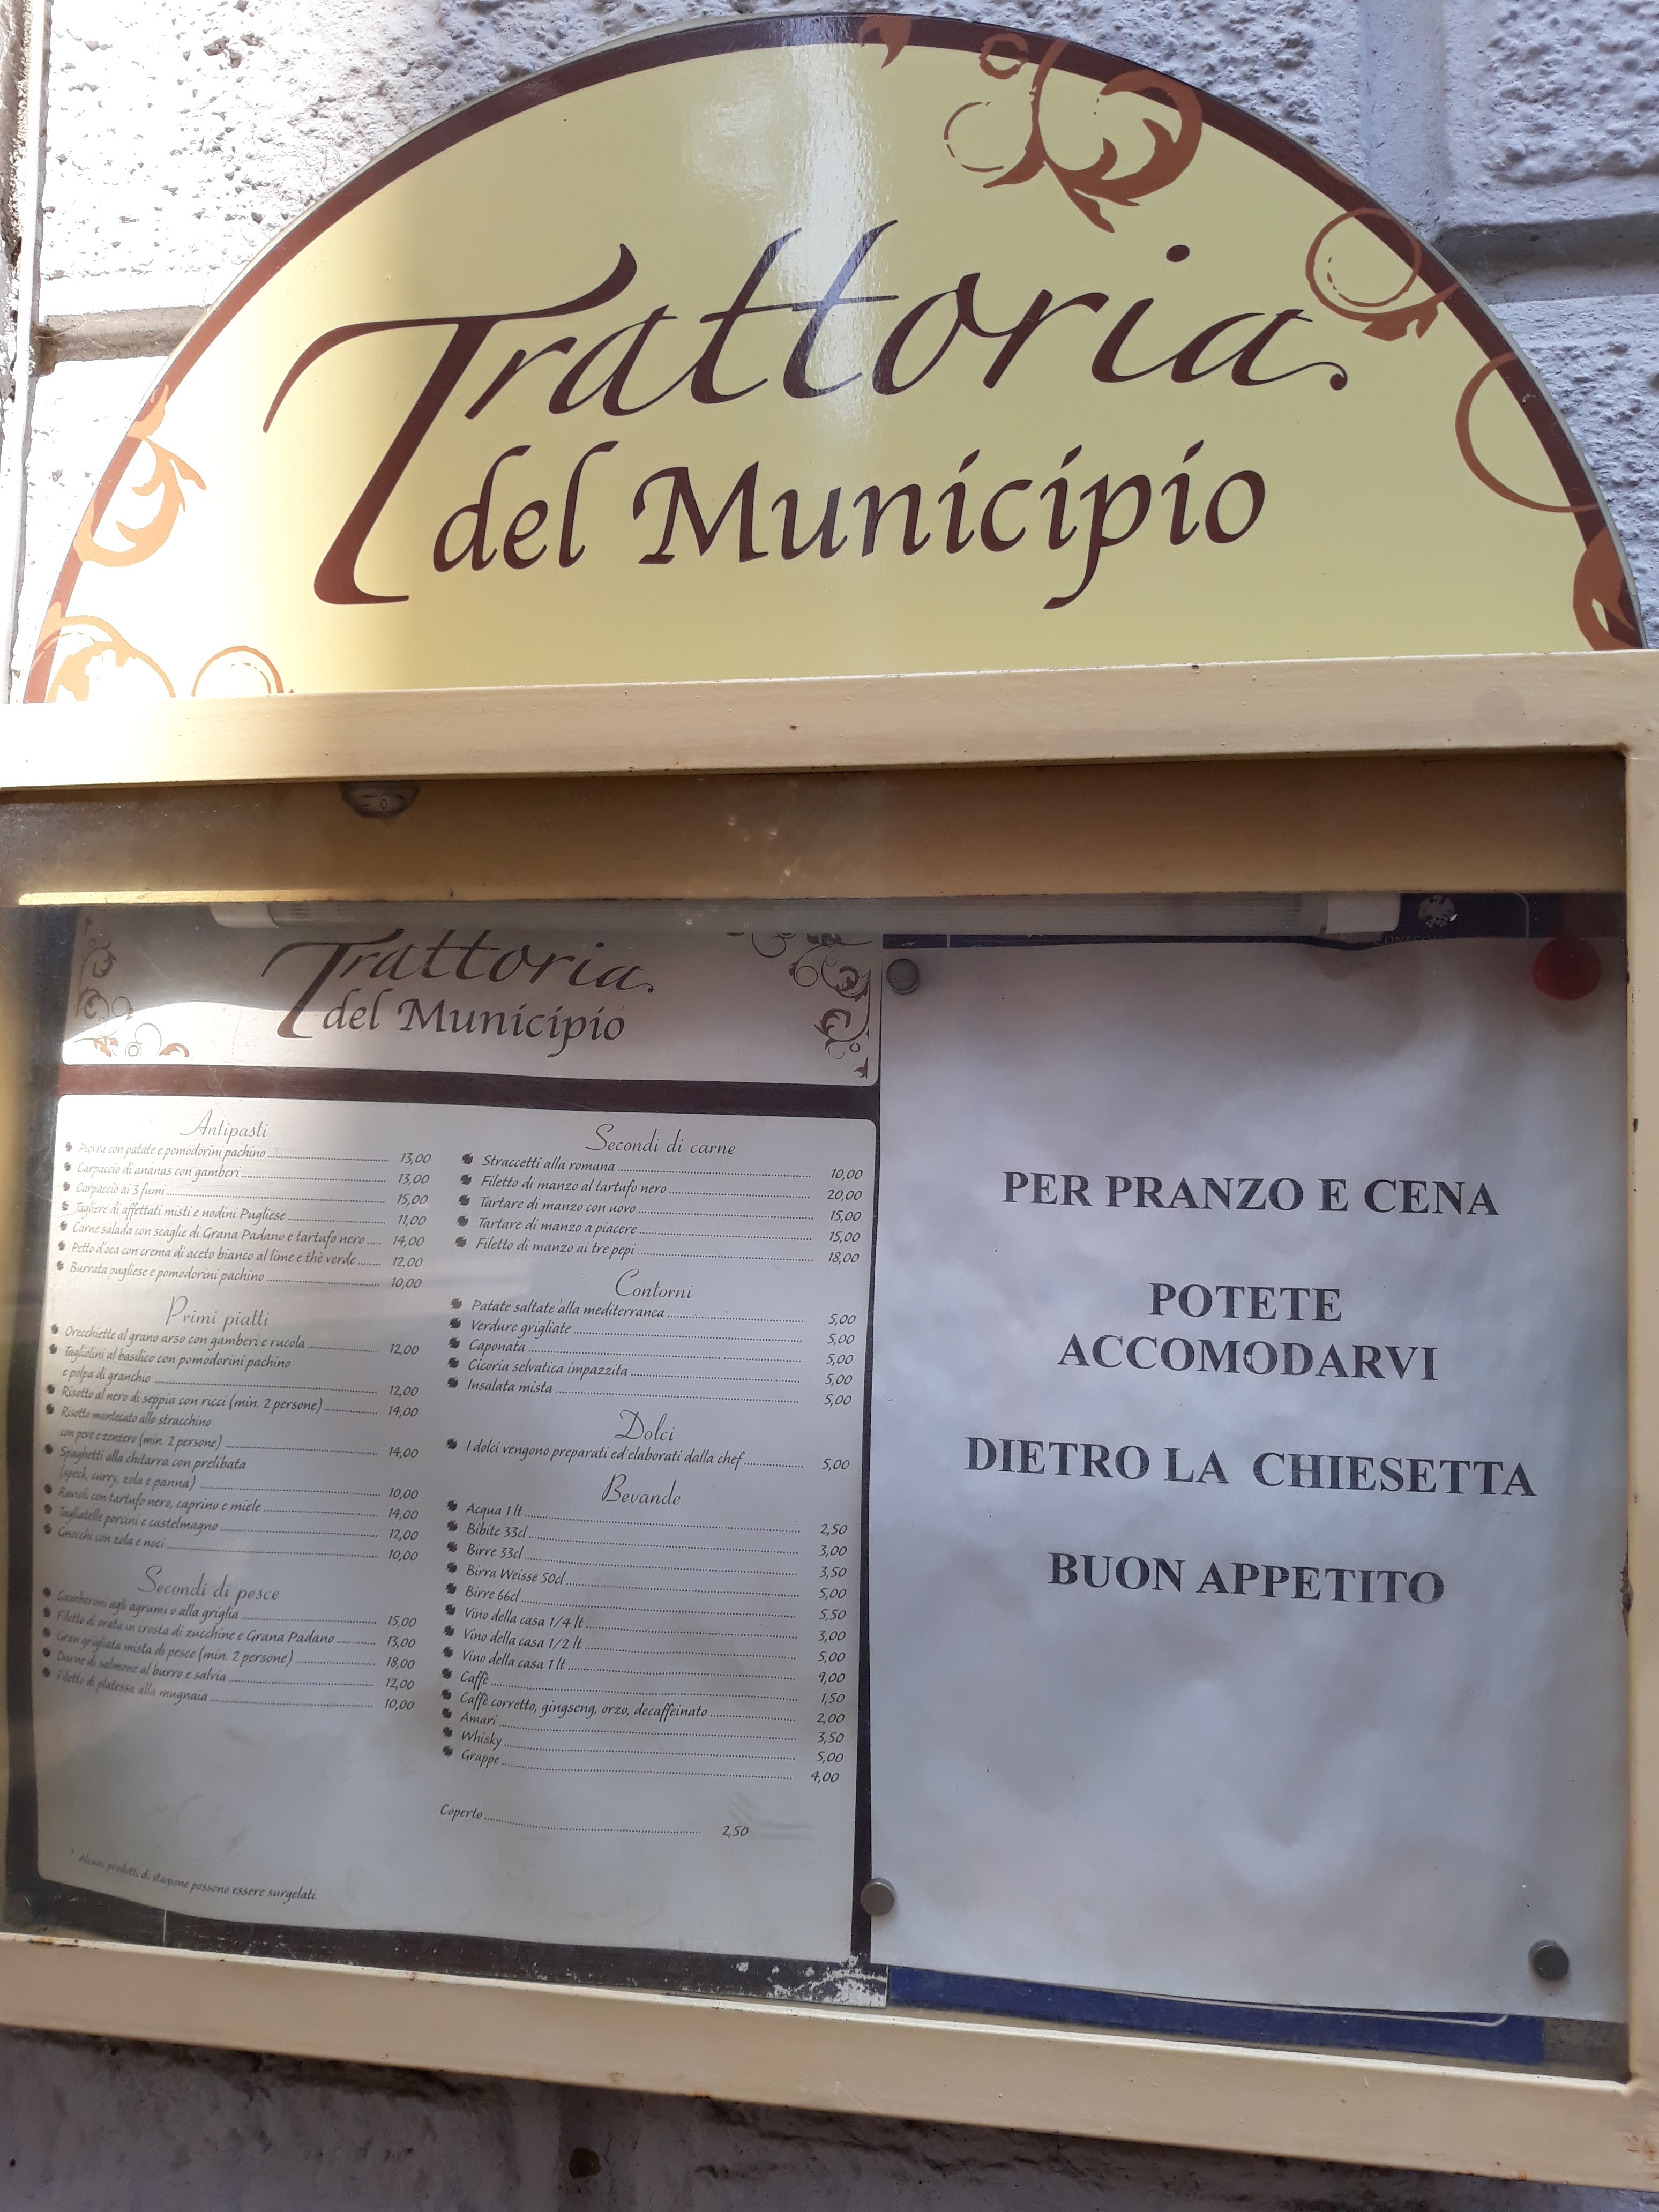 Trattoria
del Municipio
Trattoria
del Municipio
Antipasti
Piovra con patate e pomodorini pachino 13,00
Carpaccio di ananas con gamberi 13,00
Carpaccio ai 3 fumi 15,00
Tagliere di affettati misti e nodini Pugliese 11,00
Carne salada con scaglie di Grana Padano e tartufo nero 14,00
Petto d'oca con crema di aceto bianco al lime e thè verde 12,00
Burrata pugliese e pomodorini pachino 10,00
Primi piatti
Orecchiette al grano arso con gamberi e rucola 12,00
Tagliolini al basilico con pomodorini pachino
e polpa di granchio 12,00
Risotto al nero di seppia con ricci (min. 2 persone) 14,00
Risotto mantecato allo stracchino
con pere e zenzero (min. 2 persone) 14,00
Spaghetti alla chitarra con prelibata
(speck, curry, zola e panna) 10,00
Ravioli con tartufo nero, caprino e miele 14,00
Tagliatelle porcini e castelmagno 12,00
Gnocchi con zola e noci 10,00
Secondi di pesce
Gamberoni agli agrumi o alla griglia 15,00
Filetto di orata in crosta di zucchine e Grana Padano 13,00
Gran grigliata mista di pesce (min. 2 persone) 18,00
Darne di salmone al burro e salvia 12,00
Filetto di platessa alla mugnaia 10,00
* Alcuni prodotti di stagione possono essere surgelati.
Secondi di carne
Straccetti alla romana 10,00
Filetto di manzo al tartufo nero 20,00
Tartare di manzo con uovo 15,00
Tartare di manzo a piacere 15,00
Filetto di manzo ai tre pepi 18,00
Contorni
Patate saltate alla mediterranea 5,00
Verdure grigliate 5,00
Caponata 5,00
Cicoria selvatica impazzita 5,00
Insalata mista 5,00
Dolci
I dolci vengono preparati ed elaborati dalla chef 5,00
Bevande
Acqua 1 lt 2,50
Bibite 33cl 3,00
Birre 33cl 3,50
Birra Weisse 50cl 5,00
Birre 66cl 5,50
Vino della casa 1/4 lt 3,00
Vino della casa 1/2 lt 5,00
Vino della casa 1 lt 9,00
Caffè 1,50
Caffè corretto, gingseng, orzo, decaffeinato 2,00
Amari 3,50
Whisky 5,00
Grappe 4,00
Coperto 2,50
PER PRANZO E CENA
POTETE
ACCOMODARVI
DIETRO LA CHIESETTA
BUON APPETITO